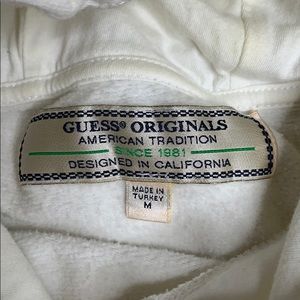 GUESS® ORIGINALS
AMERICAN TRADITION
SINCE 1981
DESIGNED IN CALIFORNIA
MADE IN
TURKEY
M